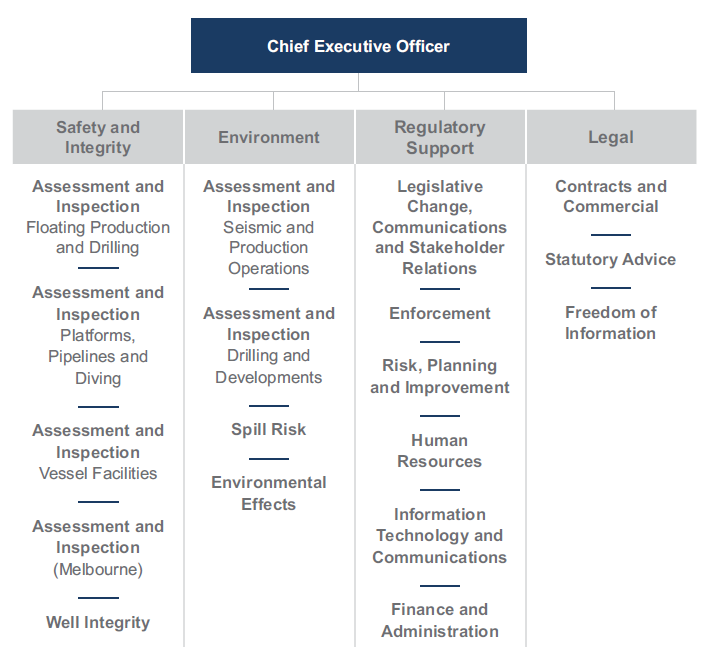 Chief Executive Officer
Safety and
Integrity
Assessment and
Inspection
Floating Production
and Drilling
Assessment and
Inspection
Platforms,
Pipelines and
Diving
Assessment and
Inspection
Vessel Facilities
Assessment and
Inspection
(Melbourne)
Well Integrity
Environment
Assessment and
Inspection
Seismic and
Production
Operations
Assessment and
Inspection
Drilling and
Developments
Spill Risk
Environmental
Effects
Regulatory
Support
Legislative
Change,
Communications
and Stakeholder
Relations
Enforcement
Risk, Planning
and Improvement
Human
Resources
Information
Technology and
Communications
Finance and
Administration
Legal
Contracts and
Commercial
Statutory Advice
Freedom of
Information